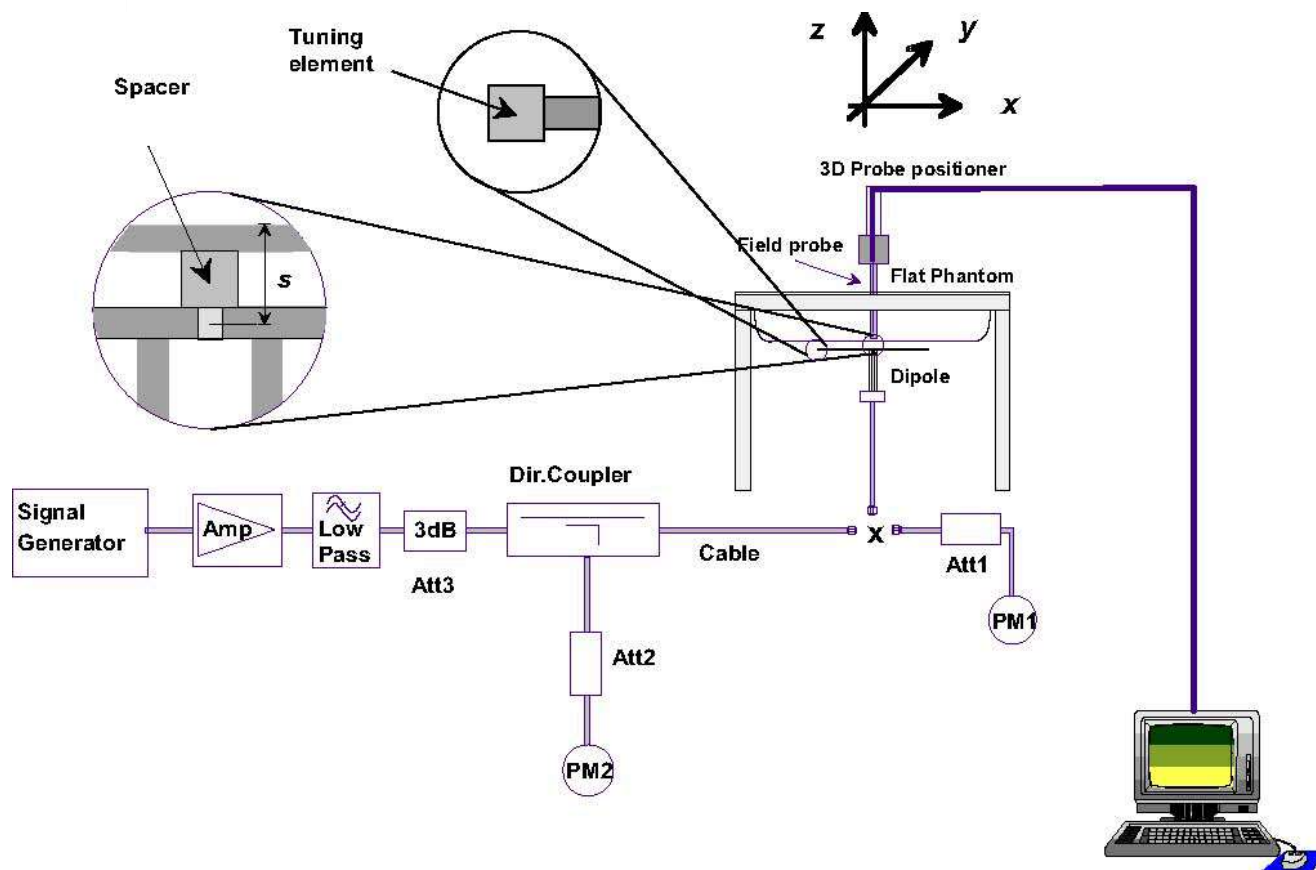 Tuning
element
Spacer
z
y
x
s
3D Probe positioner
Field probe
Flat Phantom
Dipole
Dir.Coupler
Signal
Generator
Amp
Low
Pass
3dB
Att3
Cable
x
Att1
PM1
Att2
PM2